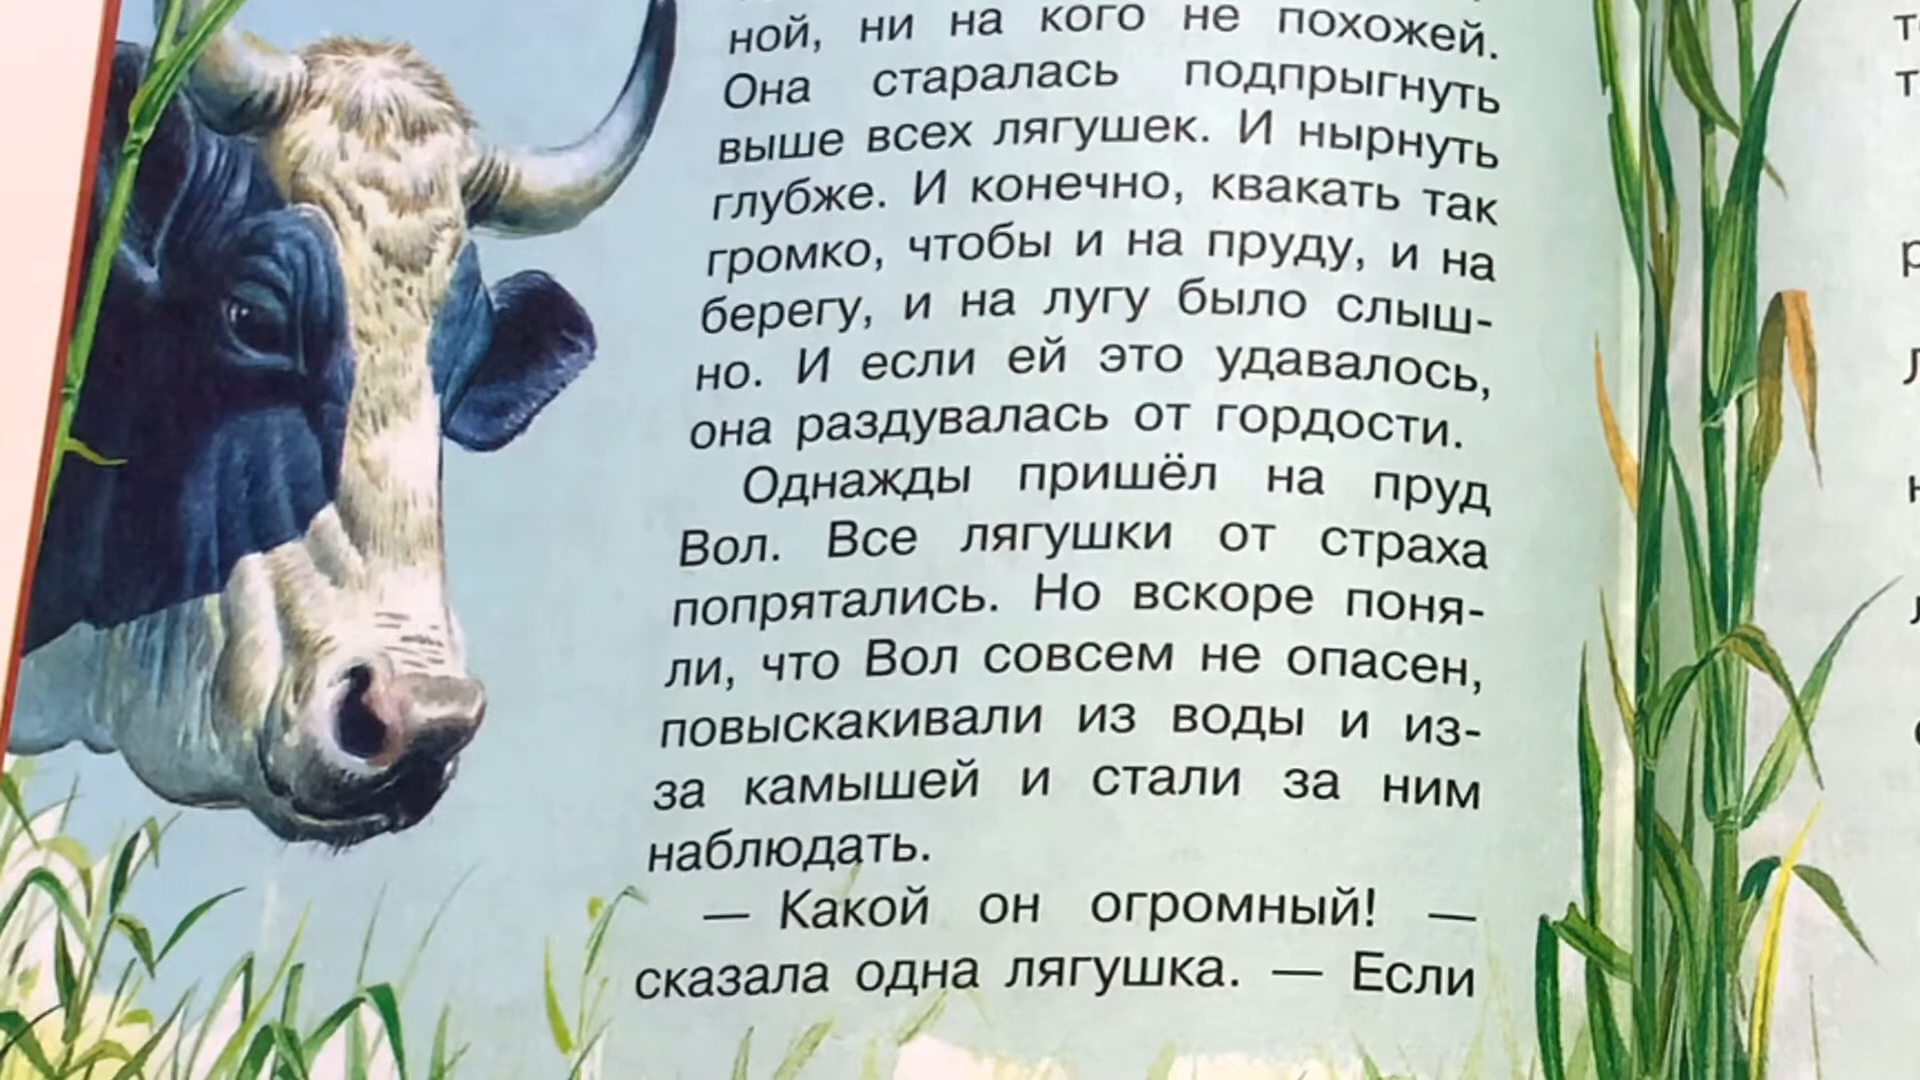 ной, ни на кого не похожей.
Она старалась подпрыгнуть
выше всех лягушек. И нырнуть
глубже. И конечно, квакать так
громко, чтобы и на пруду, и на
берегу, и на лугу было слыш-
но. И если ей это удавалось,
она раздувалась от гордости.
Однажды пришёл на пруд
Вол. Все лягушки от страха
попрятались. Но вскоре поня-
ли, что Вол совсем не опасен,
повыскакивали из воды и из-
за камышей и стали за ним
наблюдать.
— Какой он огромный! —
сказала одна лягушка. — Если